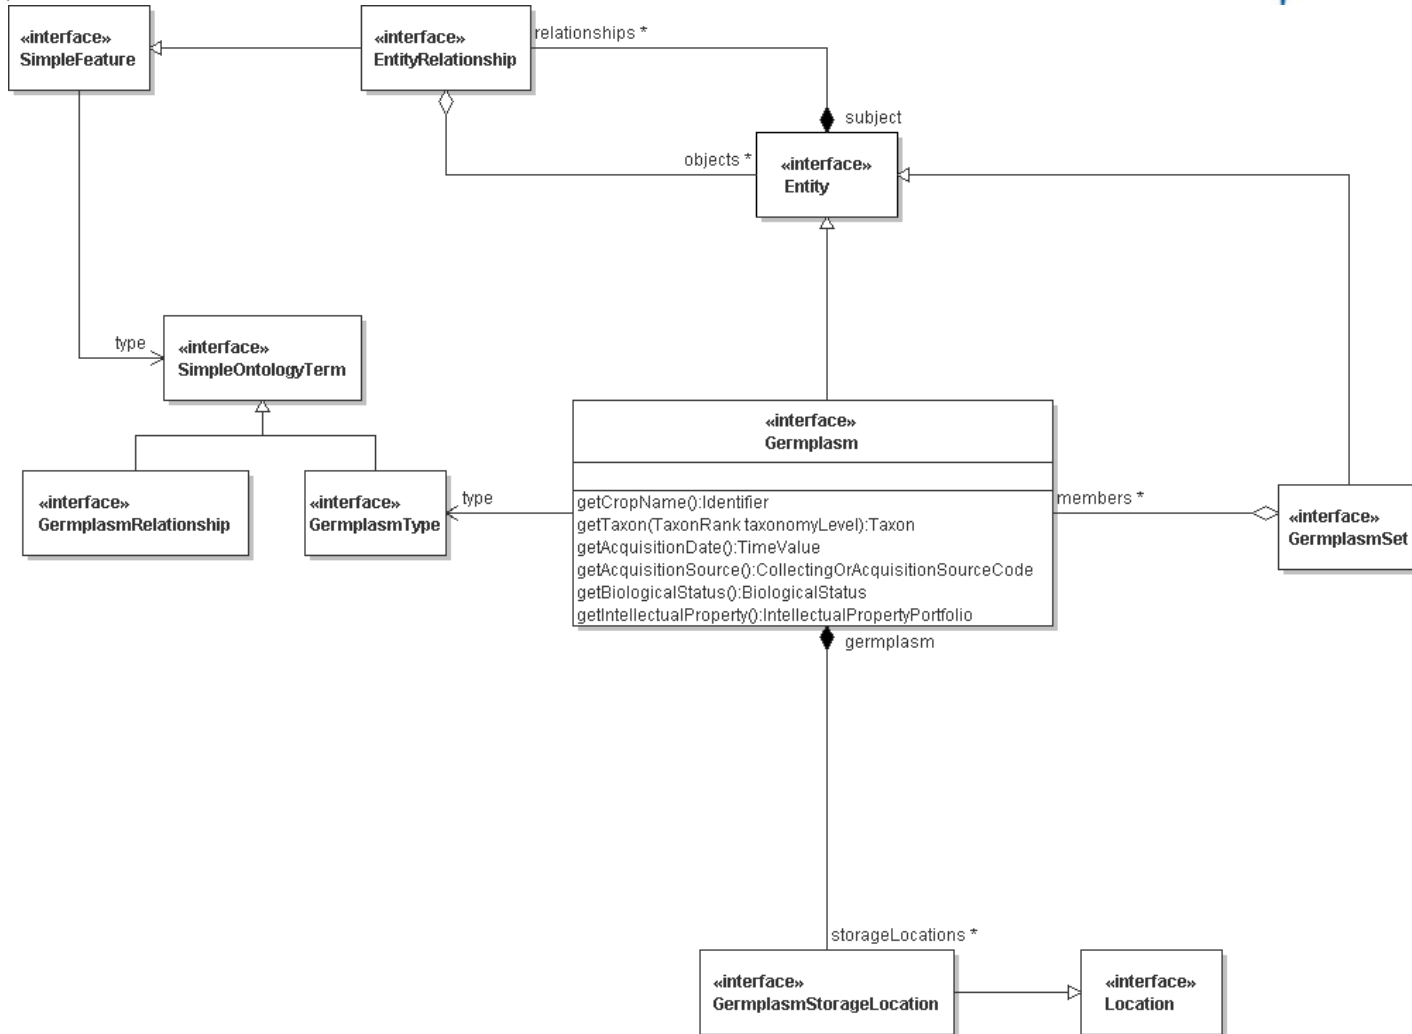 «interface»
SimpleFeature
«interface»
EntityRelationship
relationships *
subject
objects *
«interface»
Entity
type
«interface»
SimpleOntologyTerm
«interface»
Germplasm
«interface»
GermplasmRelationship
«interface»
GermplasmType
type
getCropName():Identifier
getTaxon(TaxonRank taxonomyLevel):Taxon
getAcquisitionDate():TimeValue
getAcquisitionSource():CollectingOrAcquisitionSourceCode
getBiologicalStatus():BiologicalStatus
getIntellectualProperty():IntellectualPropertyPortfolio
members *
«interface»
GermplasmSet
germplasm
storageLocations *
«interface»
GermplasmStorageLocation
«interface»
Location